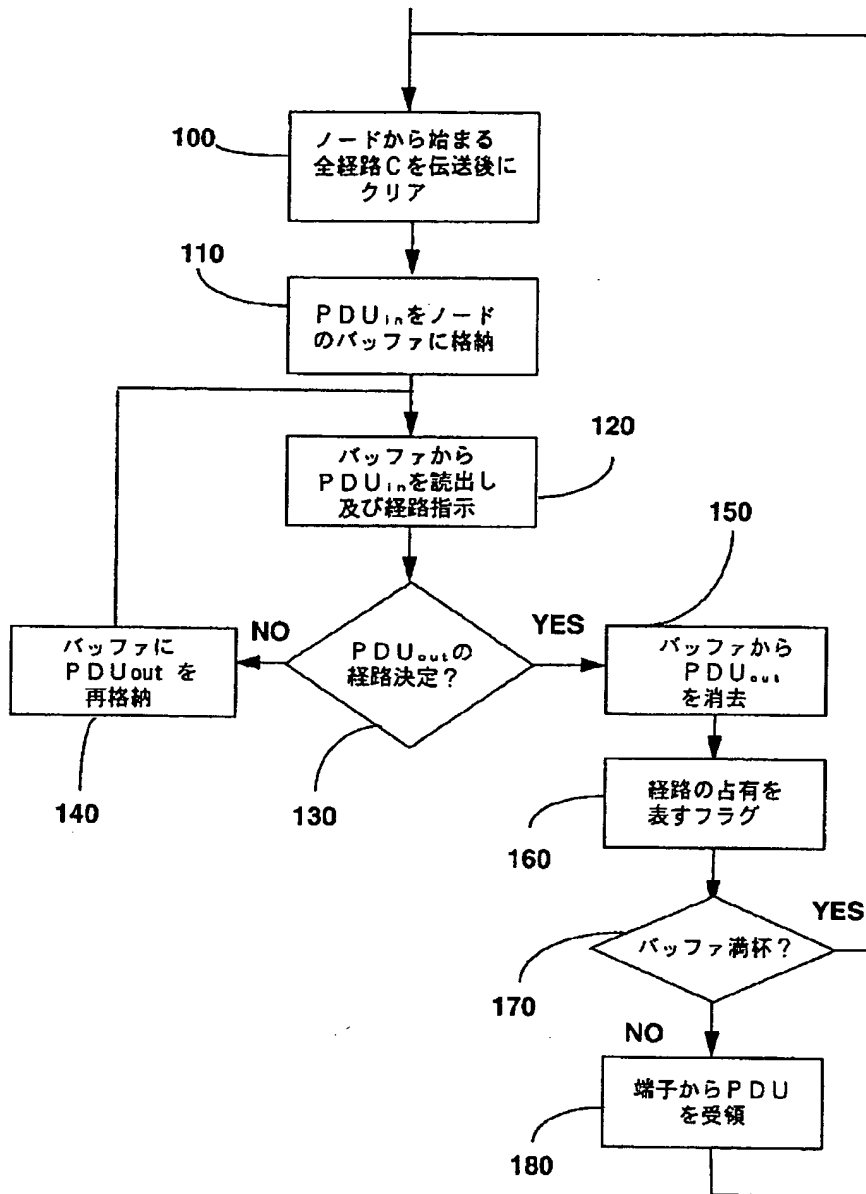 100
ノードから始まる
全経路Cを伝送後に
クリア
110
PDUinをノード
のバッファに格納
120
バッファから
PDUinを読出し
及び経路指示
130
PDUoutの
経路決定?
NO
YES
140
バッファに
PDUout を
再格納
150
バッファから
PDUout
を消去
160
経路の占有を
表すフラグ
170
バッファ満杯?
YES
NO
180
端子からPDU
を受領